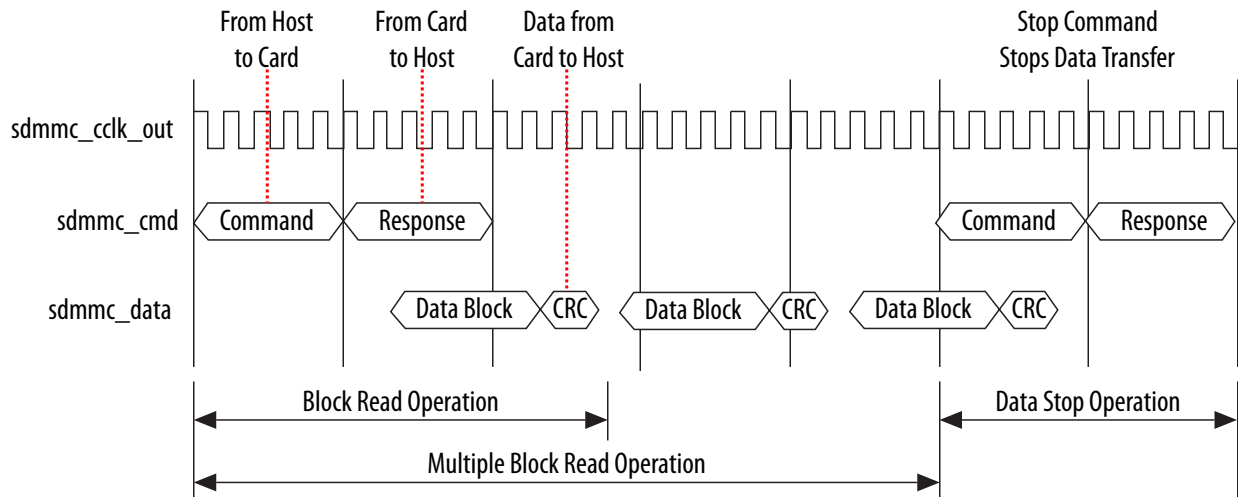 From Host
to Card
From Card
to Host
Data from
Card to Host
Stop Command
Stops Data Transfer
sdmmc_cclk_out
sdmmc_cmd
Command
Response
Command
Response
sdmmc_data
Data Block
CRC
Data Block
CRC
Data Block
CRC
Block Read Operation
Data Stop Operation
Multiple Block Read Operation